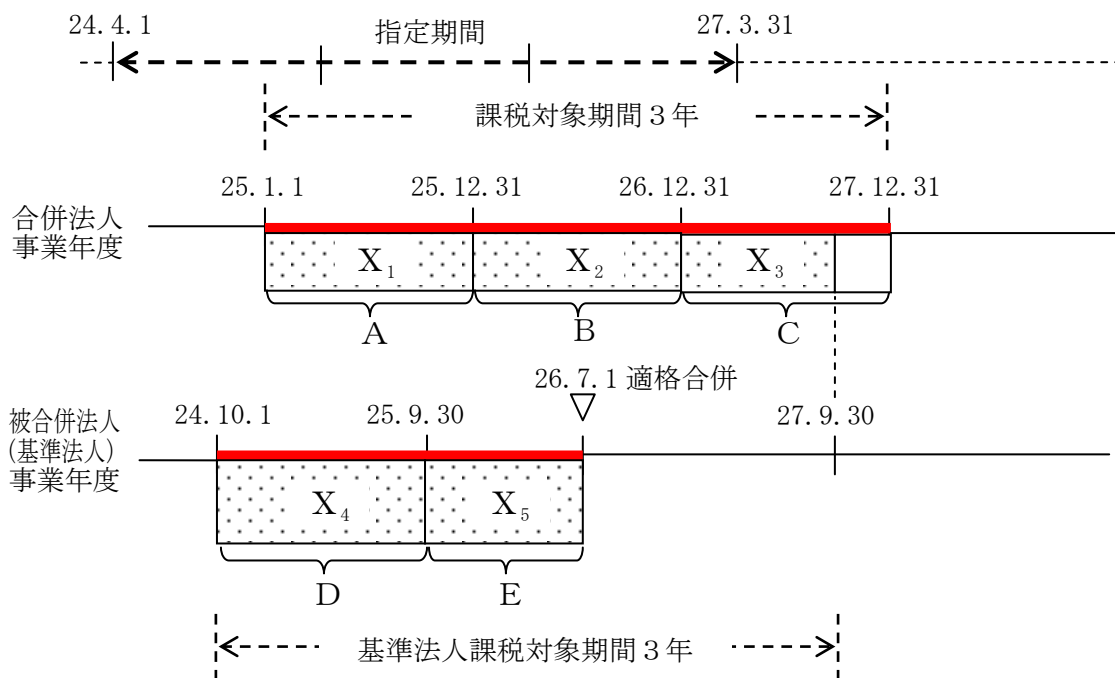 24.4.1 指定期間 27.3.31
課税対象期間3年
25.1.1 25.12.31 26.12.31 27.12.31
合併法人
事業年度
X₁ X₂ X₃
A B C
26.7.1 適格合併
被合併法人
(基準法人)
事業年度
24.10.1 25.9.30 27.9.30
X₄ X₅
D E
基準法人課税対象期間3年